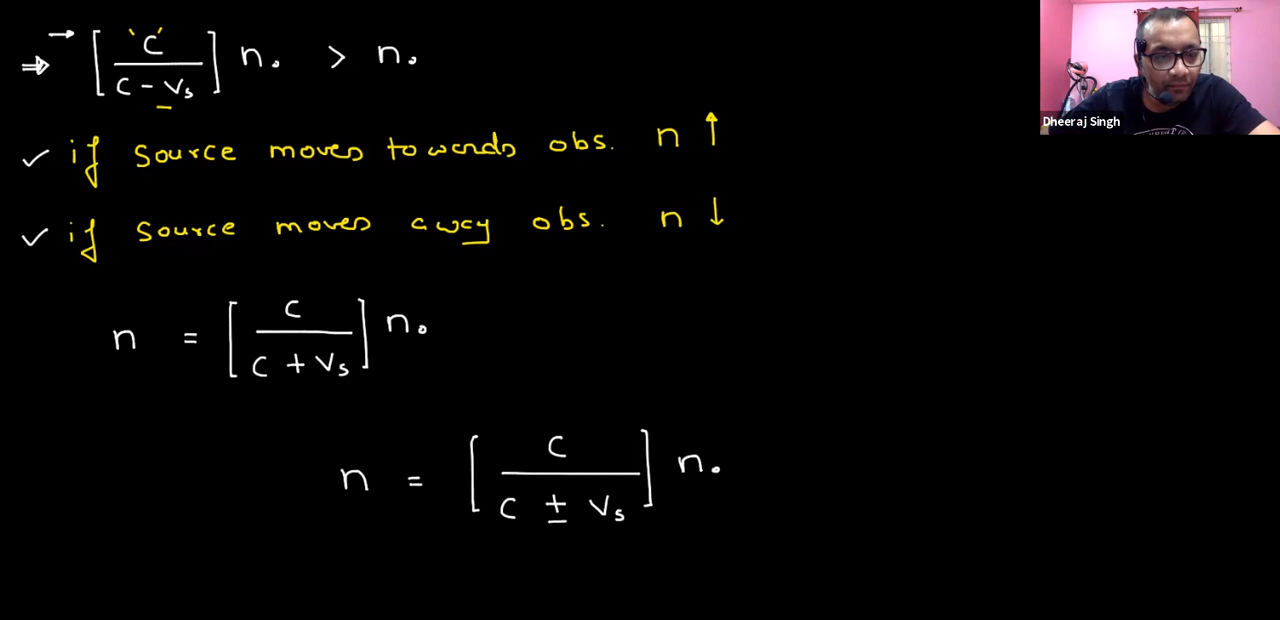 ⇒ [ 'C' / C - Vs ] n₀ > n₀
Dheeraj Singh
✓ if source moves towards obs. n ↑
✓ if source moves away obs. n ↓
n = [ C / C + Vs ] n₀
n = [ C / C ± Vs ] n₀